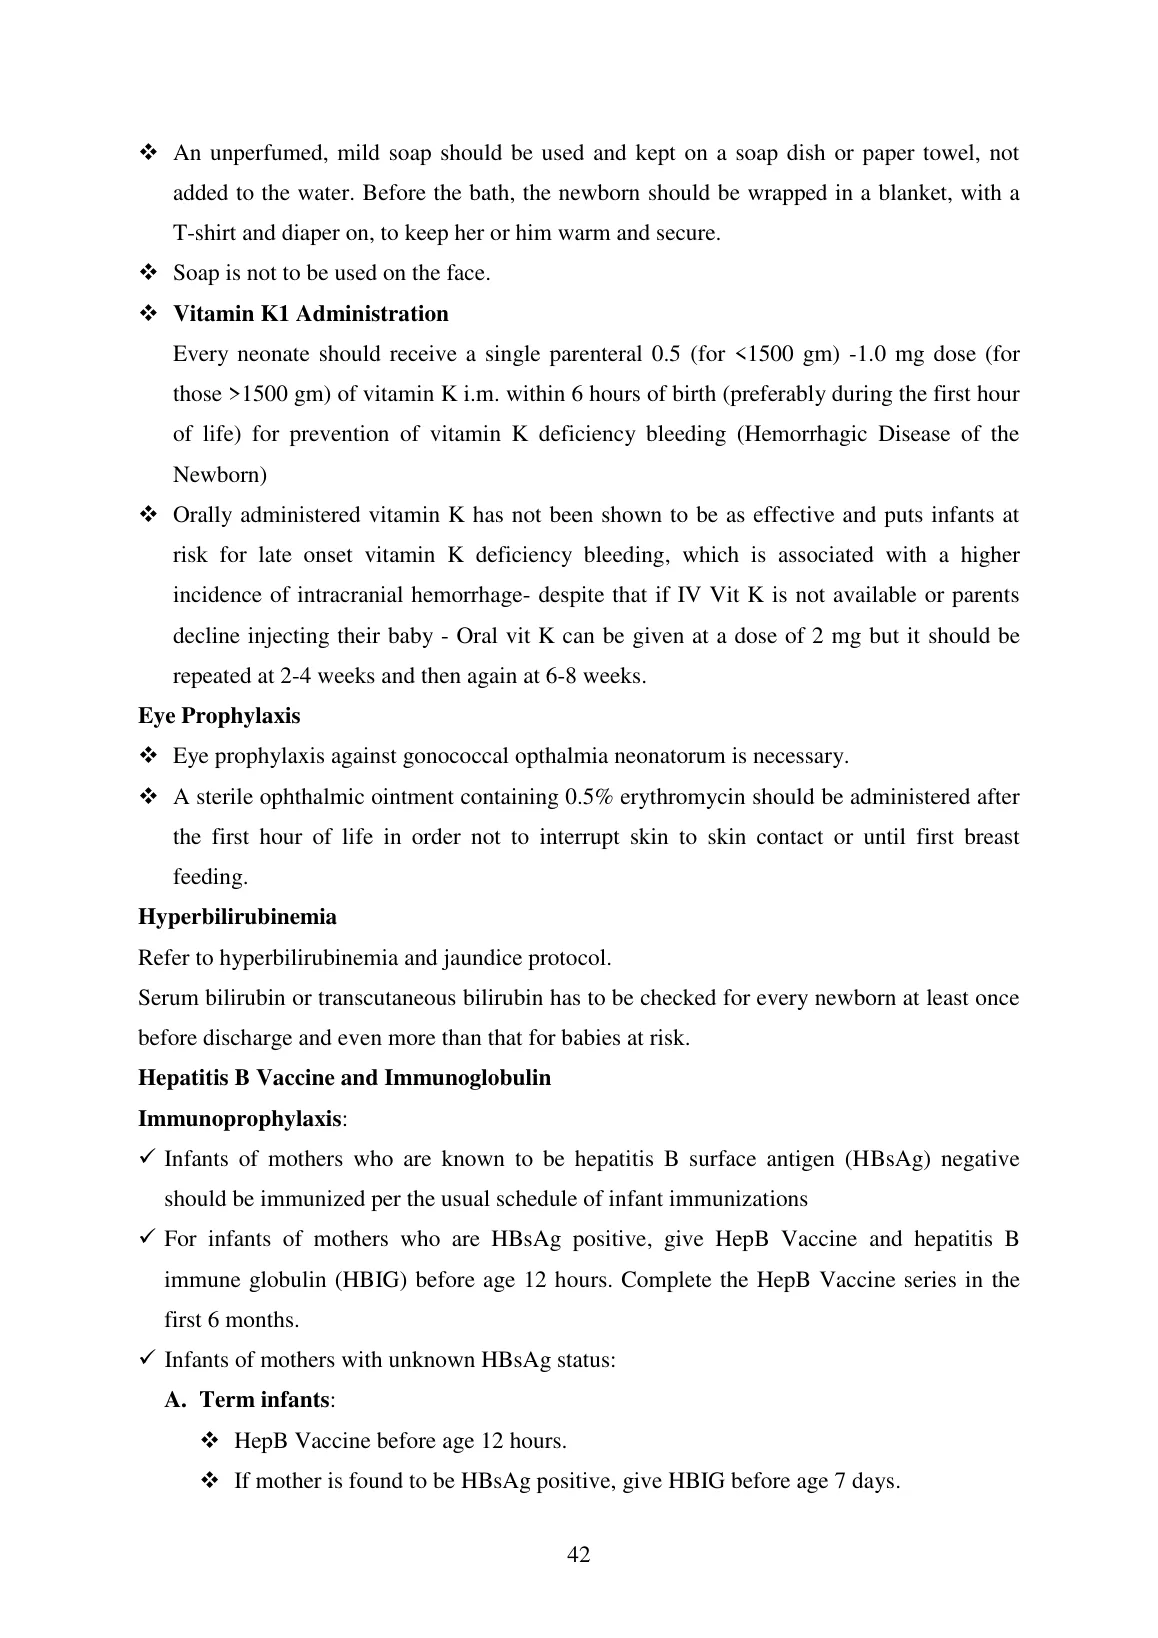 ❖ An unperfumed, mild soap should be used and kept on a soap dish or paper towel, not
added to the water. Before the bath, the newborn should be wrapped in a blanket, with a
T-shirt and diaper on, to keep her or him warm and secure.
❖ Soap is not to be used on the face.
❖ Vitamin K1 Administration
Every neonate should receive a single parenteral 0.5 (for <1500 gm) -1.0 mg dose (for
those >1500 gm) of vitamin K i.m. within 6 hours of birth (preferably during the first hour
of life) for prevention of vitamin K deficiency bleeding (Hemorrhagic Disease of the
Newborn)
❖ Orally administered vitamin K has not been shown to be as effective and puts infants at
risk for late onset vitamin K deficiency bleeding, which is associated with a higher
incidence of intracranial hemorrhage- despite that if IV Vit K is not available or parents
decline injecting their baby - Oral vit K can be given at a dose of 2 mg but it should be
repeated at 2-4 weeks and then again at 6-8 weeks.
Eye Prophylaxis
❖ Eye prophylaxis against gonococcal opthalmia neonatorum is necessary.
❖ A sterile ophthalmic ointment containing 0.5% erythromycin should be administered after
the first hour of life in order not to interrupt skin to skin contact or until first breast
feeding.
Hyperbilirubinemia
Refer to hyperbilirubinemia and jaundice protocol.
Serum bilirubin or transcutaneous bilirubin has to be checked for every newborn at least once
before discharge and even more than that for babies at risk.
Hepatitis B Vaccine and Immunoglobulin
Immunoprophylaxis:
✓ Infants of mothers who are known to be hepatitis B surface antigen (HBsAg) negative
should be immunized per the usual schedule of infant immunizations
✓ For infants of mothers who are HBsAg positive, give HepB Vaccine and hepatitis B
immune globulin (HBIG) before age 12 hours. Complete the HepB Vaccine series in the
first 6 months.
✓ Infants of mothers with unknown HBsAg status:
A. Term infants:
❖ HepB Vaccine before age 12 hours.
❖ If mother is found to be HBsAg positive, give HBIG before age 7 days.
42